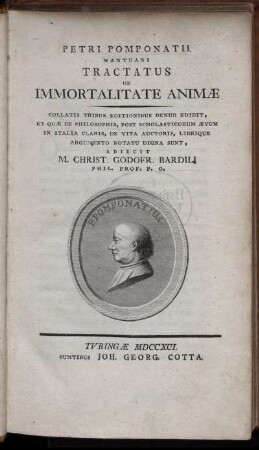 PETRI POMPONATII,
MANTUANI
TRACTATUS
DE
IMMORTALITATE ANIMÆ
COLLATIS TRIBUS EDITIONIBUS DENUO EDIDIT,
ET QUÆ DE PHILOSOPHIS, POST SCHOLASTICORUM ÆVUM
IN ITALIA CLARIS, DE VITA AUCTORIS, LIBRIQUE
ARGUMENTO NOTATU DIGNA SUNT,
ADIECIT
M. CHRIST. GODOFR. BARDILI
PHIL. PROF. P. O.
P. POMPONATIUS
TVBINGÆ MDCCXCI.
SUMTIBUS JOH. GEORG. COTTA.